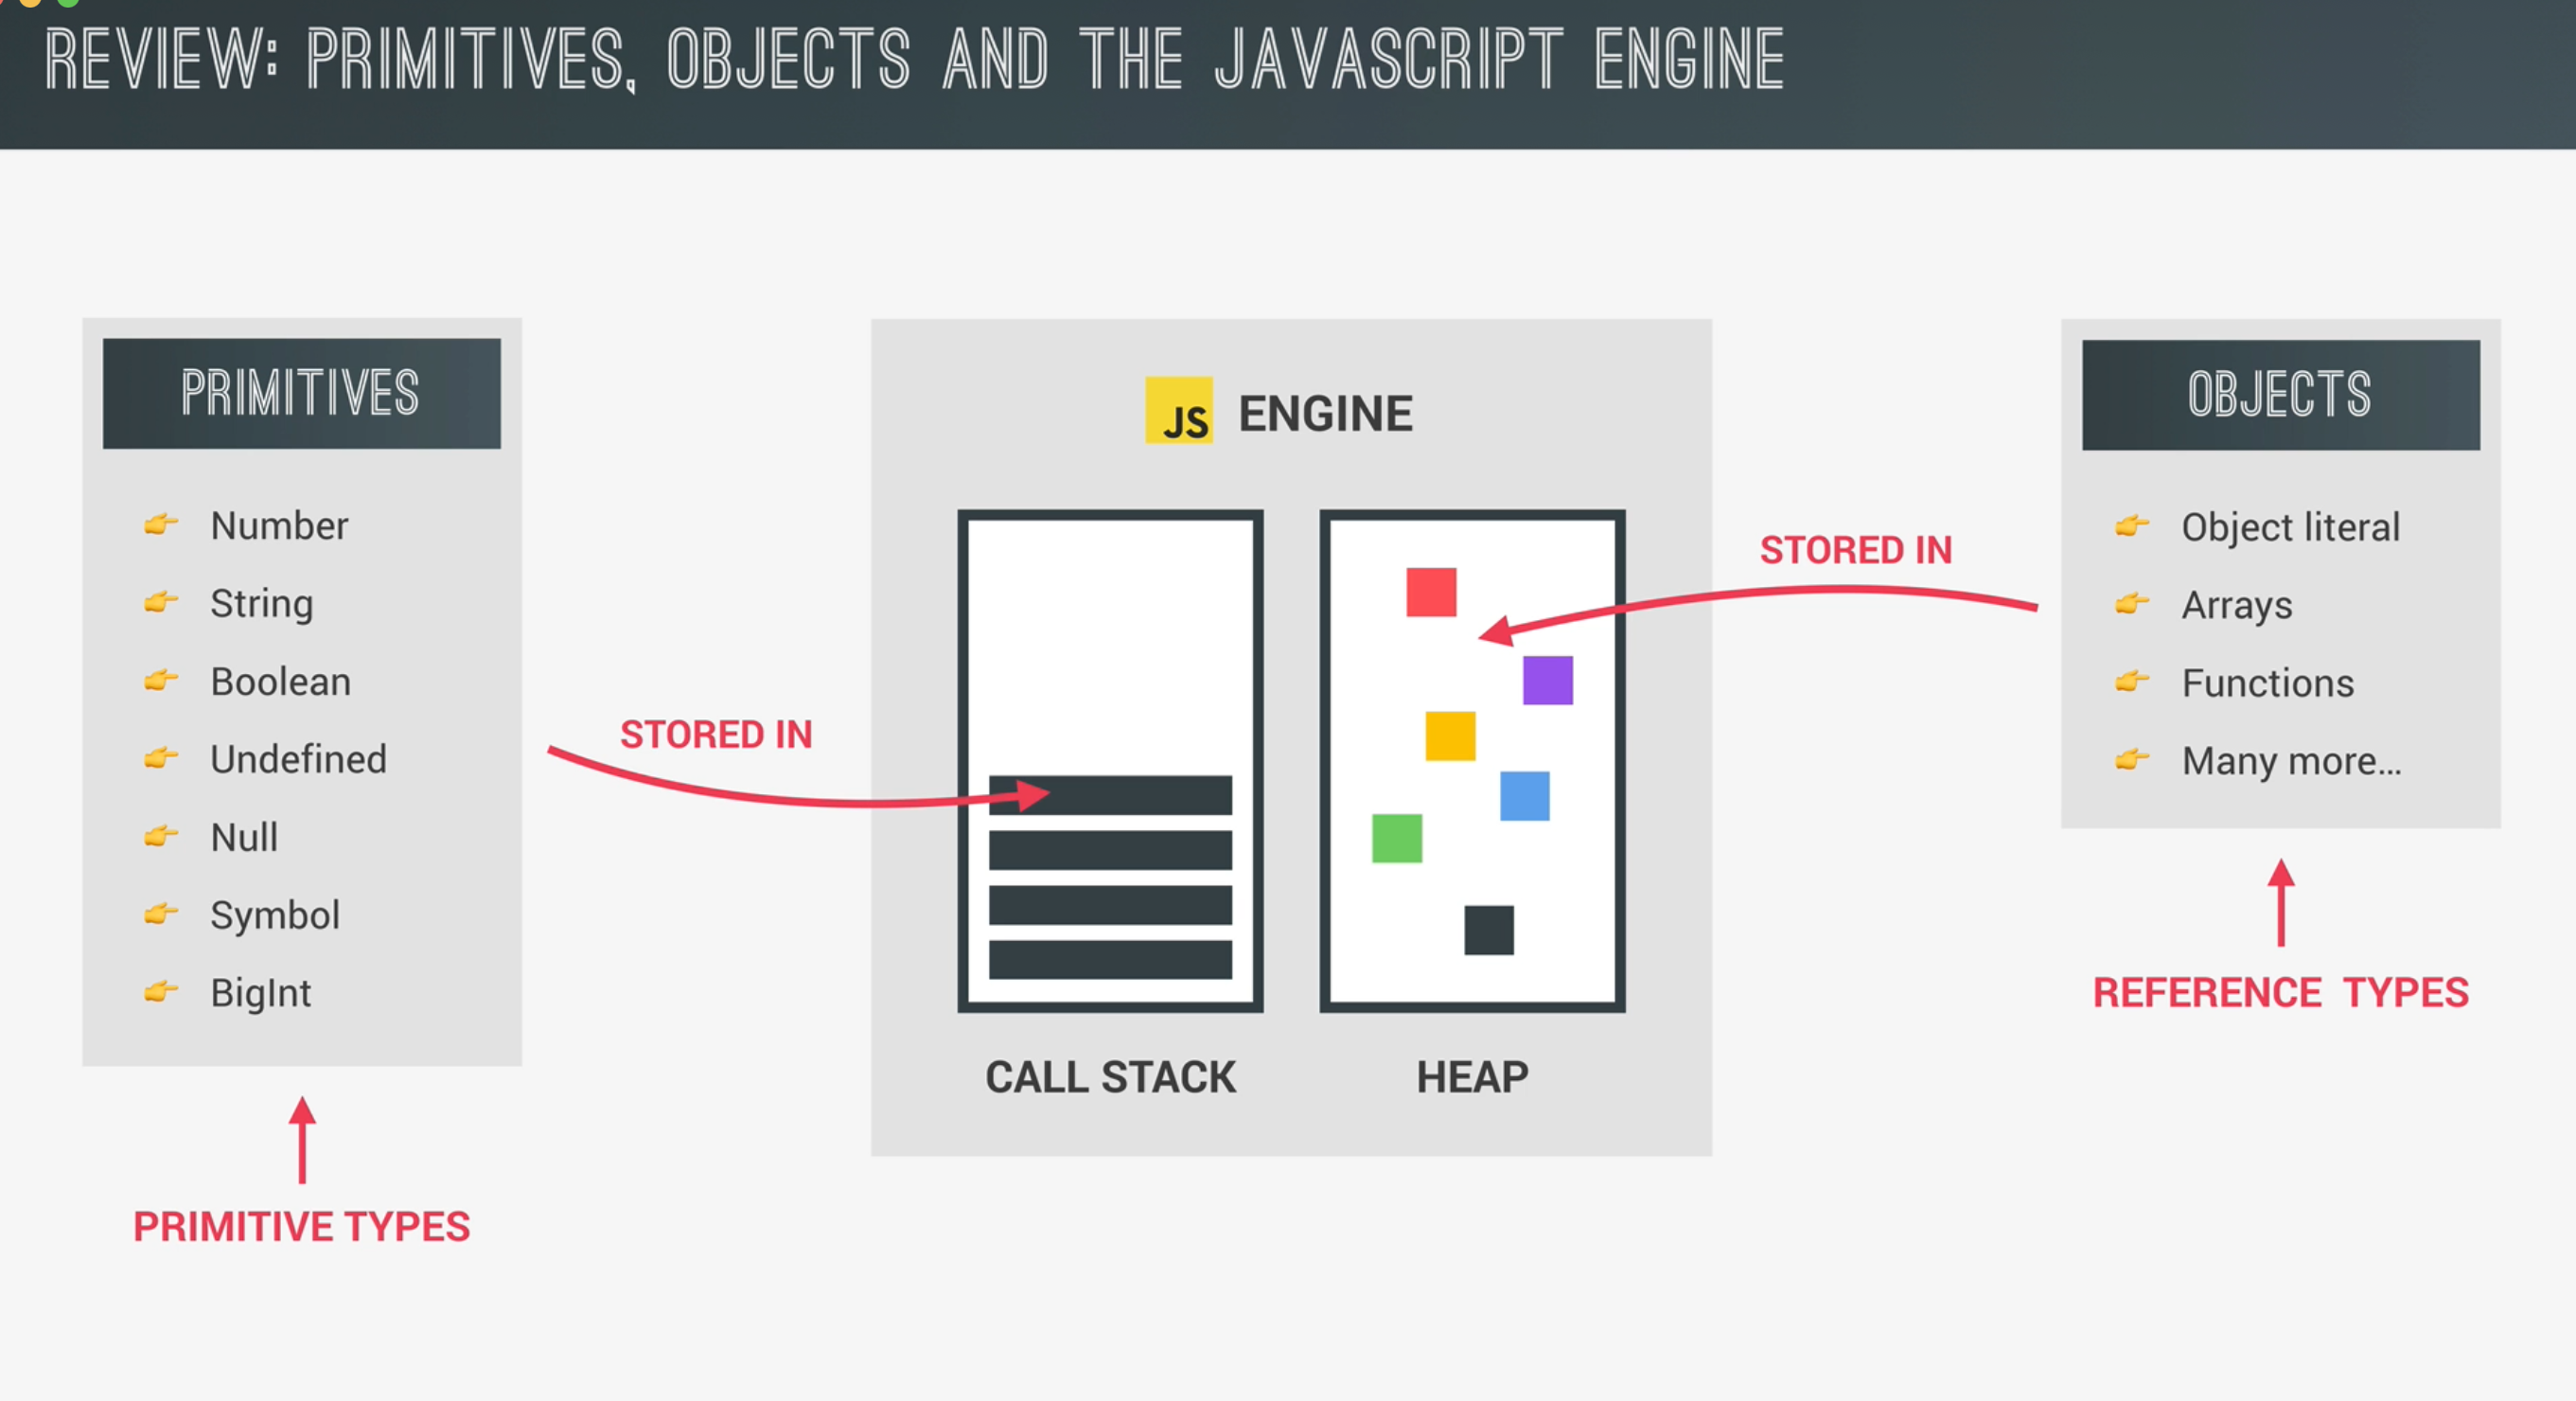 REVIEW: PRIMITIVES, OBJECTS AND THE JAVASCRIPT ENGINE
PRIMITIVES
Number
String
Boolean
Undefined
Null
Symbol
BigInt
PRIMITIVE TYPES
STORED IN
JS ENGINE
CALL STACK
HEAP
STORED IN
OBJECTS
Object literal
Arrays
Functions
Many more...
REFERENCE TYPES